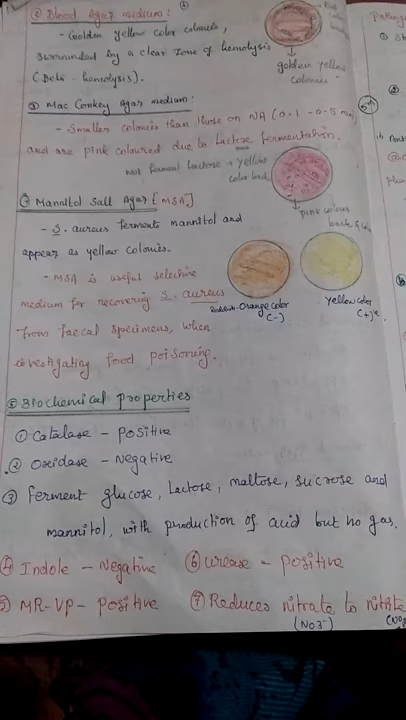 ② Blood Agar medium:
- Golden yellow color colonies,
surrounded by a clear zone of hemolysis
(Beta-hemolysis).
golden yellow
colonies
③ Mac Conkey Agar medium:
- Smaller colonies than those on NA (0.1 - 0.5 mm)
and are pink coloured due to Lactose fermentation.
Not ferment lactose → yellow
color
pink colour
④ Mannitol Salt Agar [MSA]
- S. aureus ferments mannitol and
appear as yellow colonies.
- MSA is useful selective
medium for recovering S. aureus
from faecal specimens, when
investigating food poisoning.
orange color
(-)
yellow color
(+)ve
⑤ Biochemical properties
① Catalase - Positive
② Oxidase - Negative
③ Ferment glucose, Lactose, maltose, sucrose and
mannitol, with production of acid but no gas.
④ Indole - Negative
⑥ urease - positive
⑤ MR-VP - Positive
⑦ Reduces nitrate to nitrite
(NO3-)